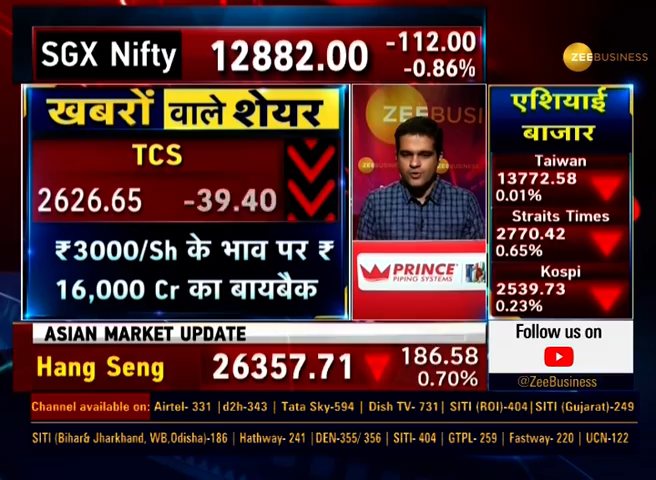 SGX Nifty 12882.00 -112.00
-0.86%
ZEEBUSINESS
खबरों वाले शेयर
TCS
2626.65 -39.40
₹3000/Sh के भाव पर ₹
16,000 Cr का बायबैक
ZEEBUSI
ZEEBUSINESS
PRINCE
PIPING SYSTEMS
एशियाई
बाजार
Taiwan
13772.58
0.01%
Straits Times
2770.42
0.65%
Kospi
2539.73
0.23%
ASIAN MARKET UPDATE
Hang Seng 26357.71 186.58
0.70%
Follow us on
@ZeeBusiness
Channel available on: Airtel- 331 | d2h-343 | Tata Sky-594 | Dish TV- 731| SITI (ROI)-404| SITI (Gujarat)-249
SITI (Bihar& Jharkhand, WB,Odisha)-186 | Hathway- 241 |DEN-355/ 356 | SITI- 404 | GTPL- 259 | Fastway- 220 | UCN-122